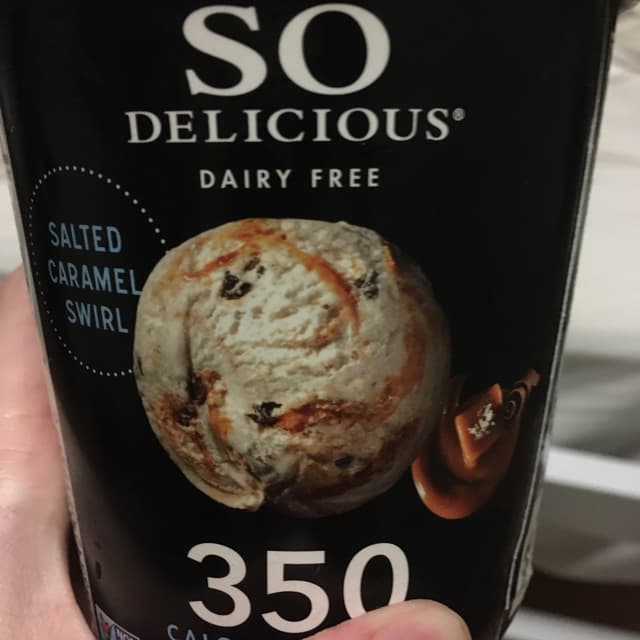 SO
DELICIOUS®
DAIRY FREE
SALTED
CARAMEL
SWIRL
350